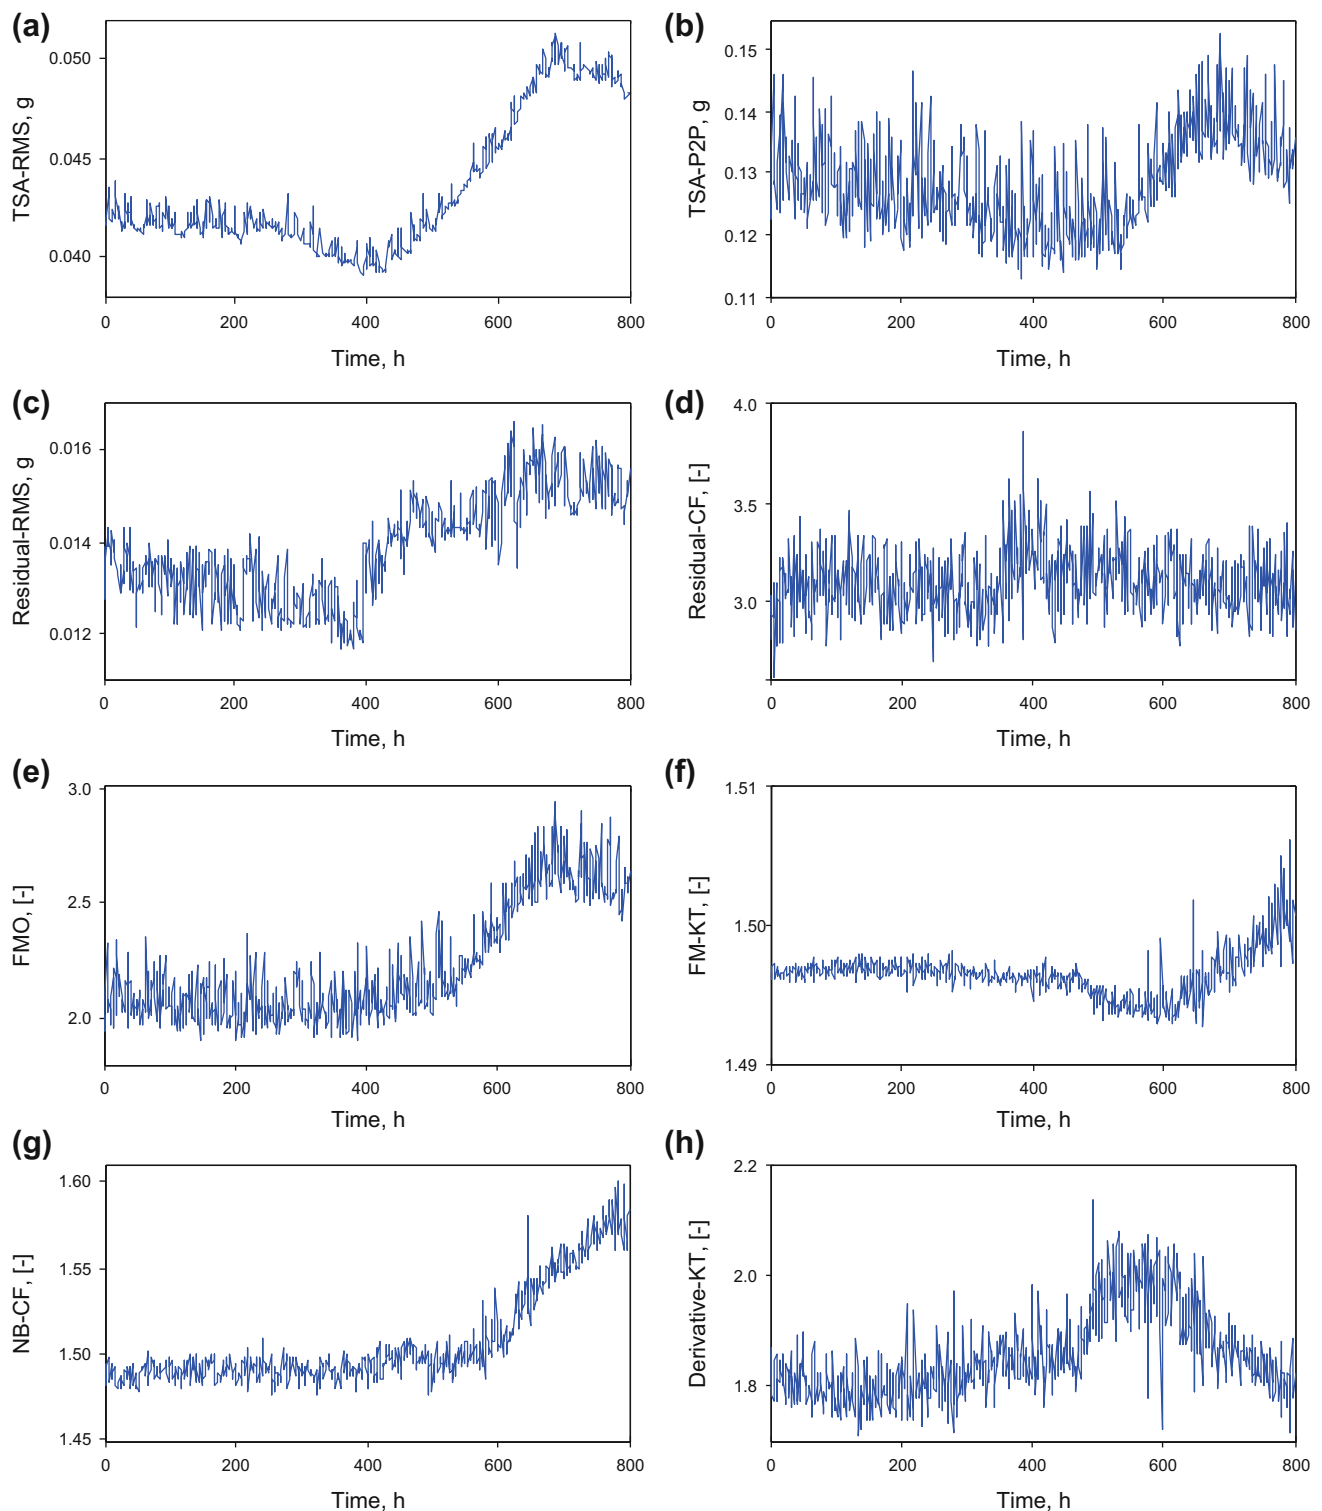 (a)
TSA-RMS, g
0.050
0.045
0.040
0 200 400 600 800
Time, h
(b)
TSA-P2P, g
0.15
0.14
0.13
0.12
0.11
0 200 400 600 800
Time, h
(c)
Residual-RMS, g
0.016
0.014
0.012
0 200 400 600 800
Time, h
(d)
Residual-CF, [-]
4.0
3.5
3.0
0 200 400 600 800
Time, h
(e)
FMO, [-]
3.0
2.5
2.0
0 200 400 600 800
Time, h
(f)
FM-KT, [-]
1.51
1.50
1.49
0 200 400 600 800
Time, h
(g)
NB-CF, [-]
1.60
1.55
1.50
1.45
0 200 400 600 800
Time, h
(h)
Derivative-KT, [-]
2.2
2.0
1.8
0 200 400 600 800
Time, h